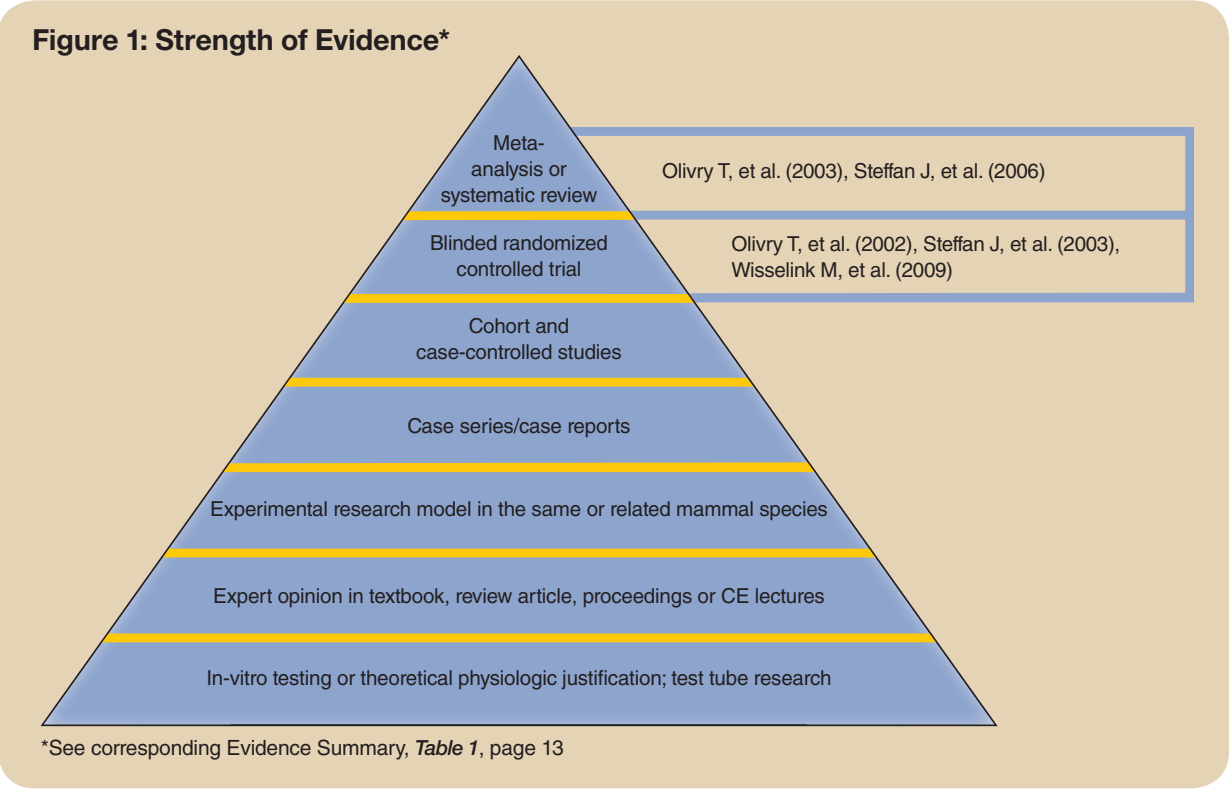 Figure 1: Strength of Evidence*
Meta-
analysis or
systematic review
Olivry T, et al. (2003), Steffan J, et al. (2006)
Blinded randomized
controlled trial
Olivry T, et al. (2002), Steffan J, et al. (2003),
Wisselink M, et al. (2009)
Cohort and
case-controlled studies
Case series/case reports
Experimental research model in the same or related mammal species
Expert opinion in textbook, review article, proceedings or CE lectures
In-vitro testing or theoretical physiologic justification; test tube research
*See corresponding Evidence Summary, Table 1, page 13